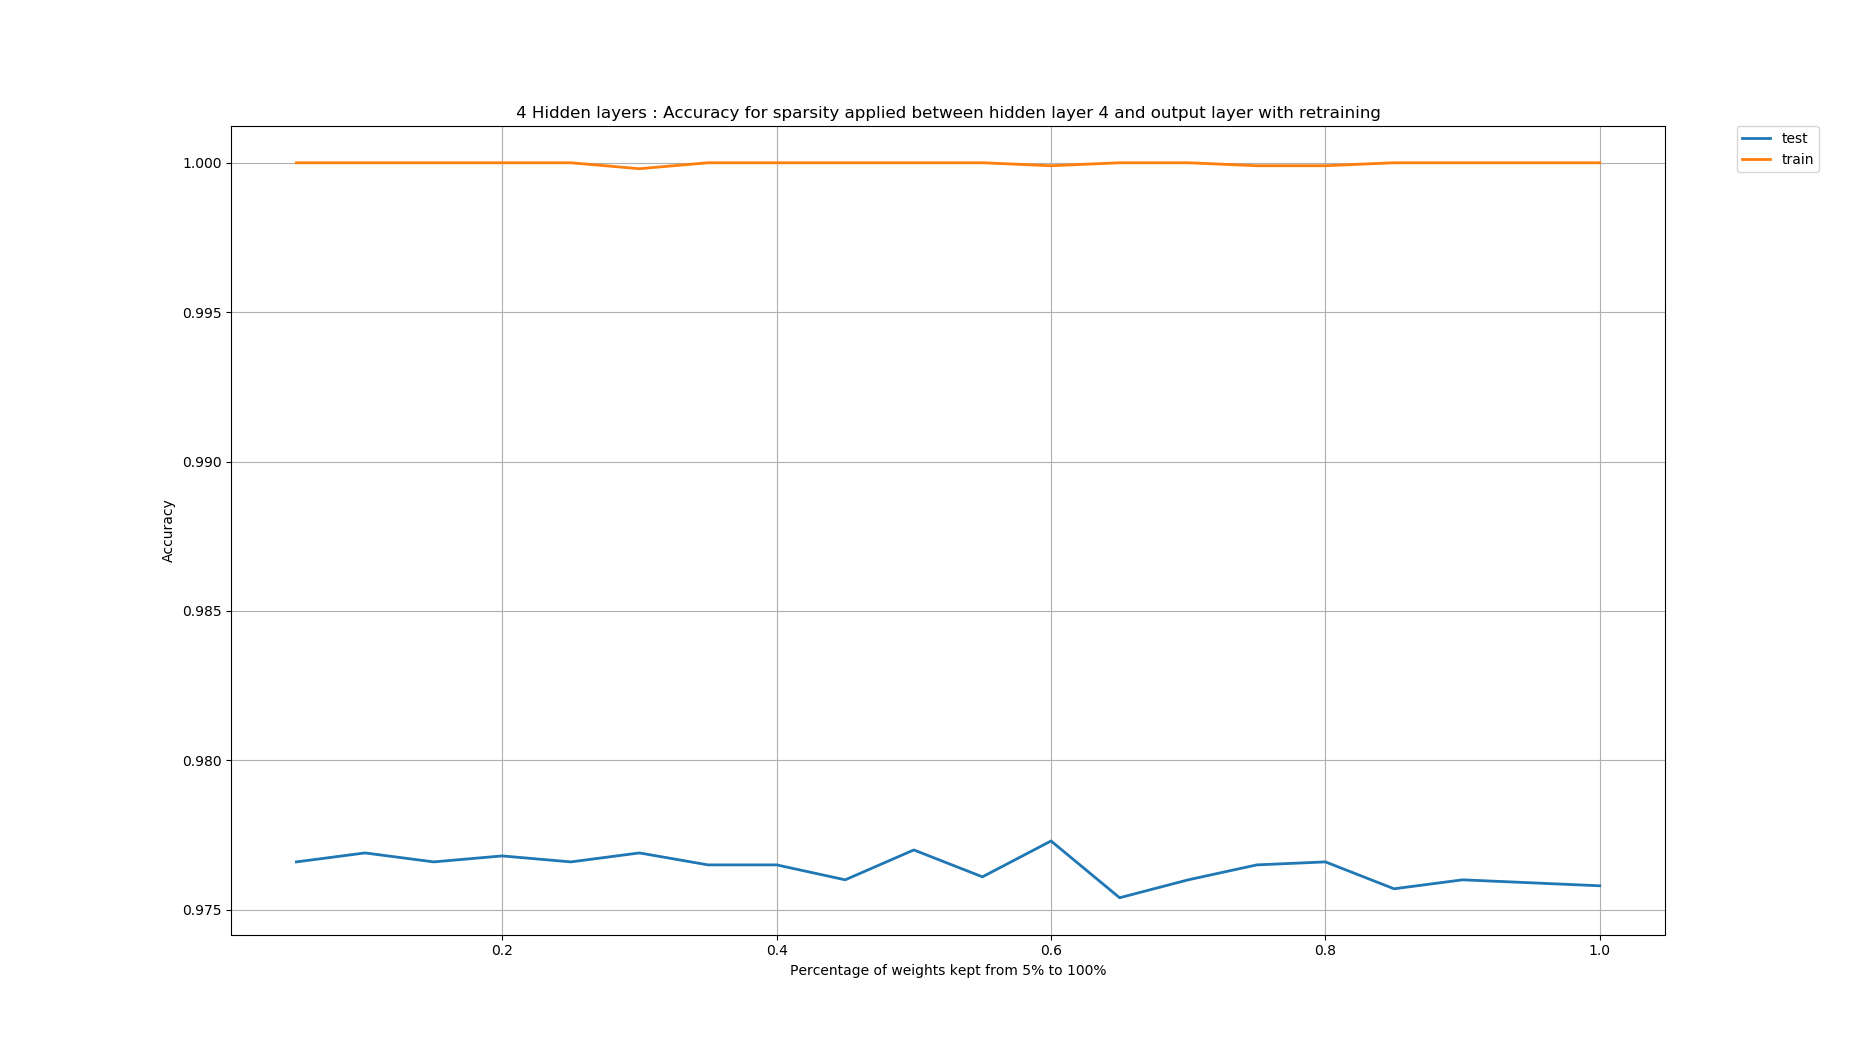 4 Hidden layers : Accuracy for sparsity applied between hidden layer 4 and output layer with retraining
test
train
1.000
0.995
0.990
0.985
0.980
0.975
Accuracy
0.2
0.4
0.6
0.8
1.0
Percentage of weights kept from 5% to 100%